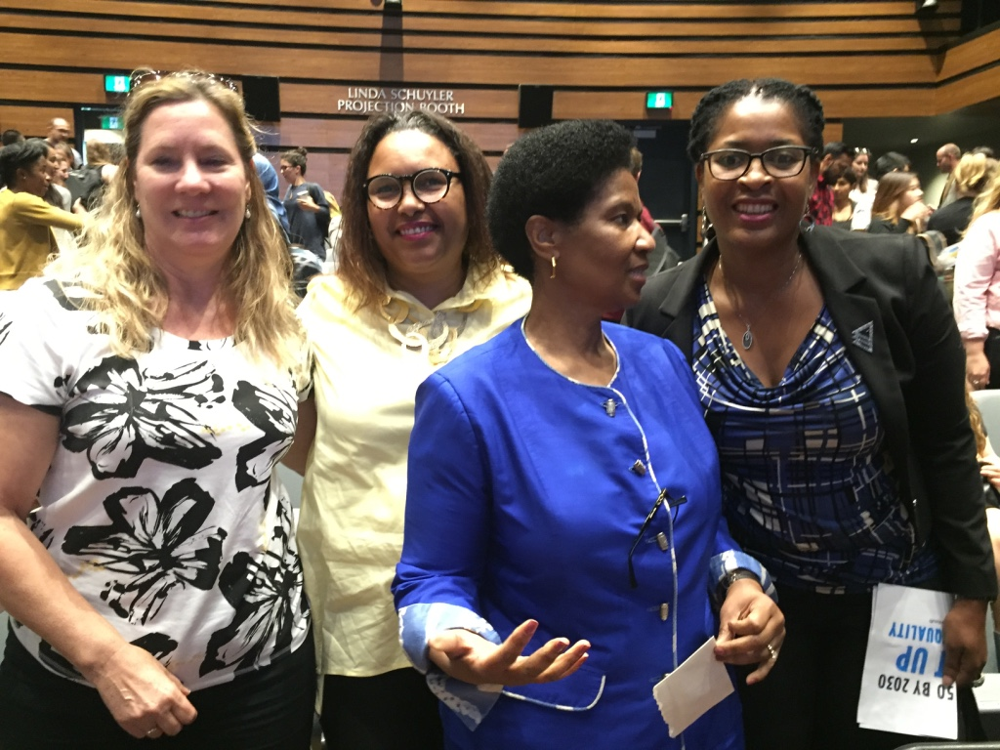 LINDA SCHUYLER
PROJECTION BOOTH
50 BY 2030
UP
QUALITY